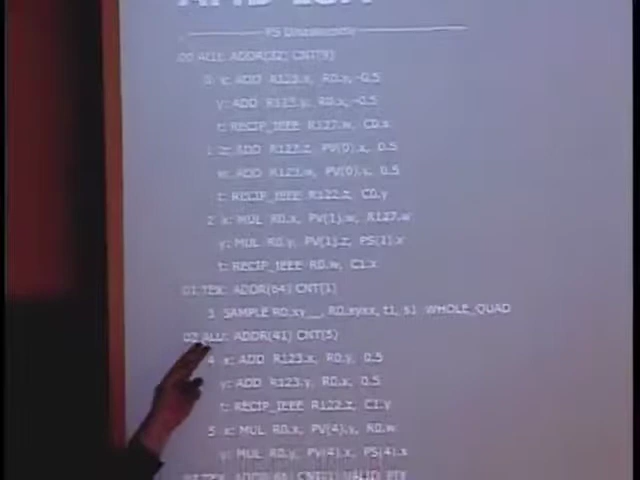 AMD ISA
PS Disassembly
00 ALU: ADDR(32) CNT(9)
0 x: ADD R123.x, R0.x, -0.5
y: ADD R123.y, R0.y, -0.5
t: RECIP_IEEE R127.w, C0.x
1 z: ADD R123.z, PV(0).x, 0.5
w: ADD R123.w, PV(0).y, 0.5
t: RECIP_IEEE R122.z, C0.y
2 x: MUL R0.x, PV(1).w, R127.w
y: MUL R0.y, PV(1).z, PS(1).x
t: RECIP_IEEE R0.w, C1.x
01 TEX: ADDR(64) CNT(1)
3 SAMPLE R0.xy__, R0.xyxx, t1, s1 WHOLE_QUAD
02 ALU: ADDR(41) CNT(5)
4 x: ADD R123.x, R0.y, 0.5
y: ADD R123.y, R0.x, 0.5
t: RECIP_IEEE R122.z, C1.y
5 x: MUL R0.x, PV(4).y, R0.w
y: MUL R0.y, PV(4).x, PS(4).x